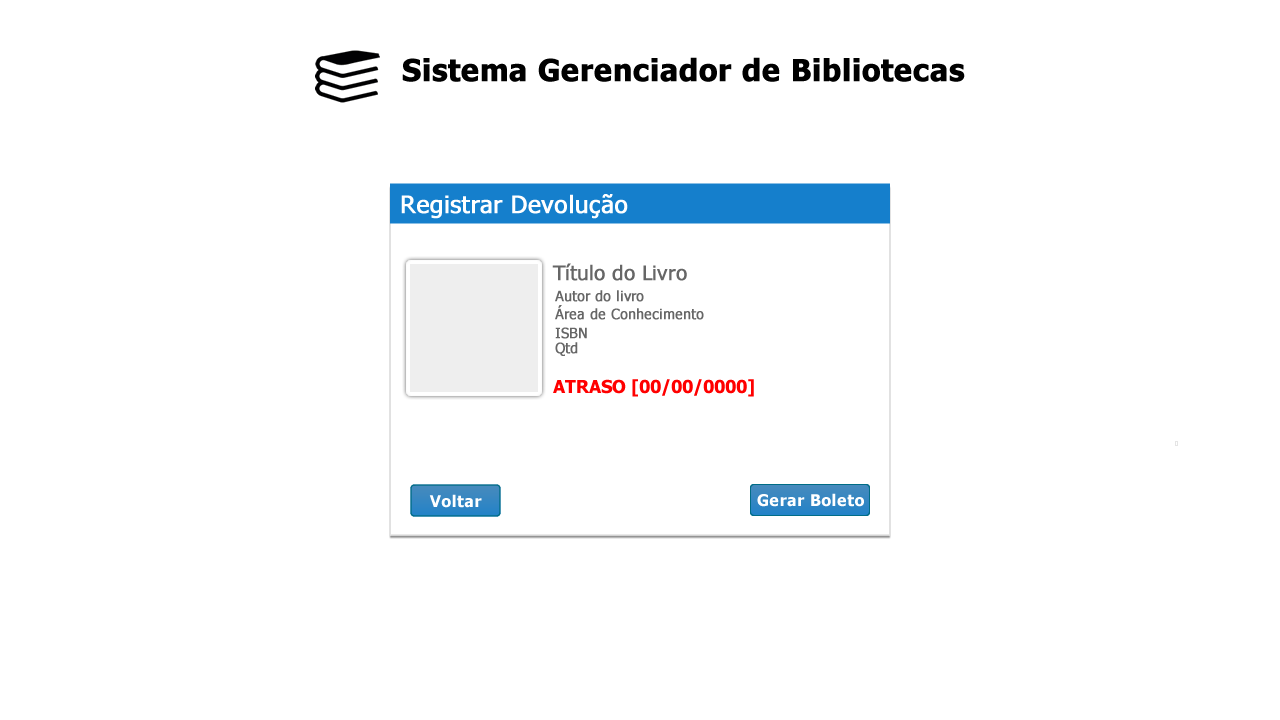 Sistema Gerenciador de Bibliotecas
Registrar Devolução
Título do Livro
Autor do livro
Área de Conhecimento
ISBN
Qtd
ATRASO [00/00/0000]
Voltar
Gerar Boleto